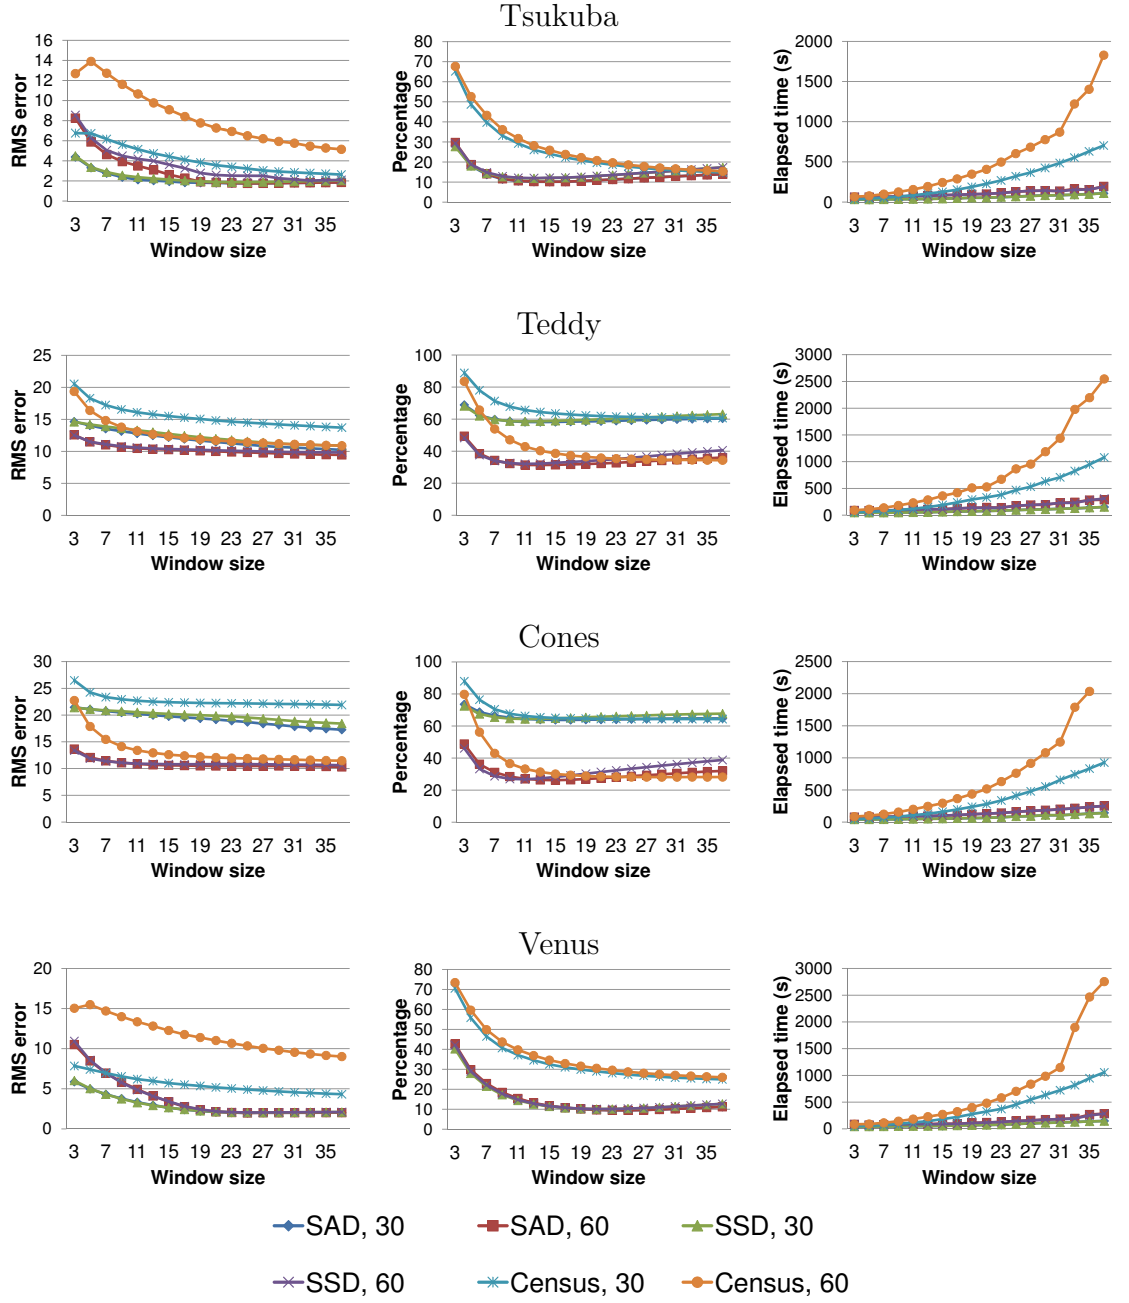 Tsukuba
RMS error
16
14
12
10
8
6
4
2
0
3 7 11 15 19 23 27 31 35
Window size
Percentage
80
70
60
50
40
30
20
10
0
3 7 11 15 19 23 27 31 35
Window size
Elapsed time (s)
2000
1500
1000
500
0
3 7 11 15 19 23 27 31 35
Window size
Teddy
RMS error
25
20
15
10
5
0
3 7 11 15 19 23 27 31 35
Window size
Percentage
100
80
60
40
20
0
3 7 11 15 19 23 27 31 35
Window size
Elapsed time (s)
3000
2500
2000
1500
1000
500
0
3 7 11 15 19 23 27 31 35
Window size
Cones
RMS error
30
25
20
15
10
5
0
3 7 11 15 19 23 27 31 35
Window size
Percentage
100
80
60
40
20
0
3 7 11 15 19 23 27 31 35
Window size
Elapsed time (s)
2500
2000
1500
1000
500
0
3 7 11 15 19 23 27 31 35
Window size
Venus
RMS error
20
15
10
5
0
3 7 11 15 19 23 27 31 35
Window size
Percentage
80
70
60
50
40
30
20
10
0
3 7 11 15 19 23 27 31 35
Window size
Elapsed time (s)
3000
2500
2000
1500
1000
500
0
3 7 11 15 19 23 27 31 35
Window size
SAD, 30 SAD, 60 SSD, 30
SSD, 60 Census, 30 Census, 60